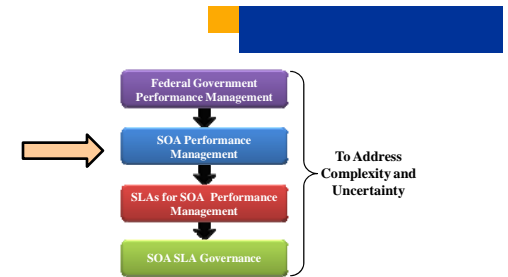 Federal Government
Performance Management
SOA Performance
Management
To Address
Complexity and
Uncertainty
SLAs for SOA Performance
Management
SOA SLA Governance